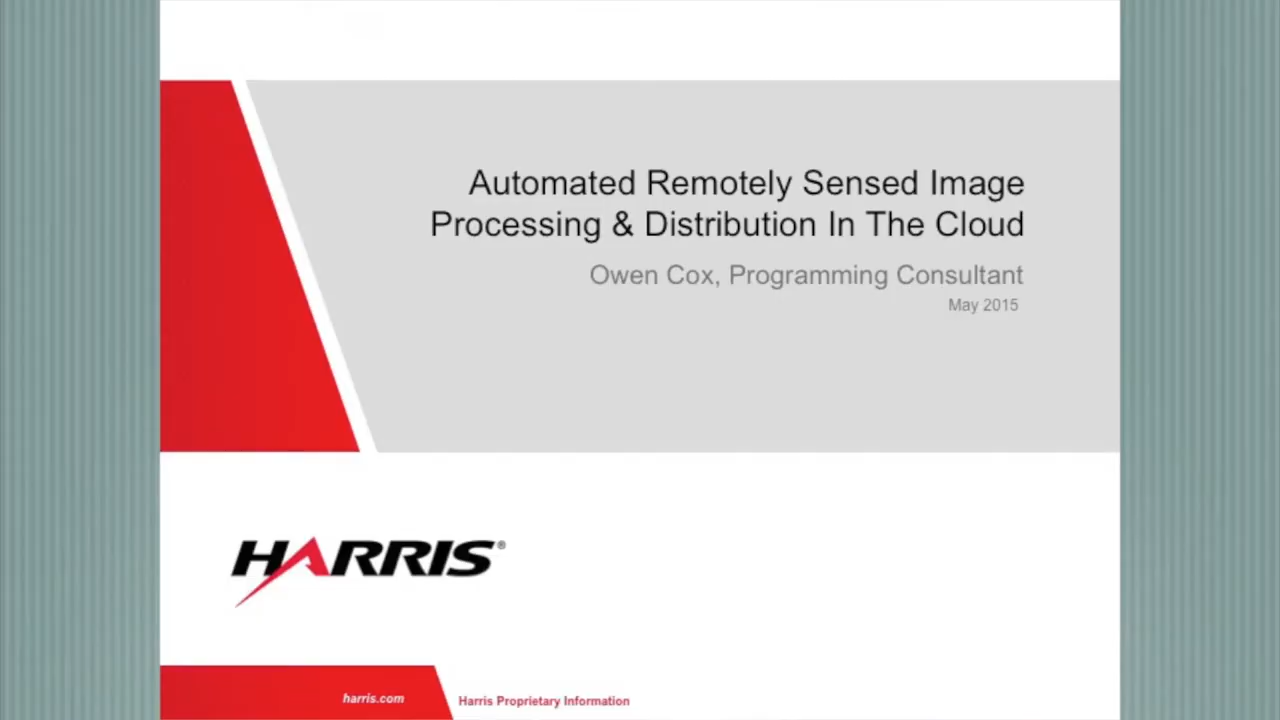 Automated Remotely Sensed Image
Processing & Distribution In The Cloud
Owen Cox, Programming Consultant
May 2015
HARRIS®
harris.com
Harris Proprietary Information